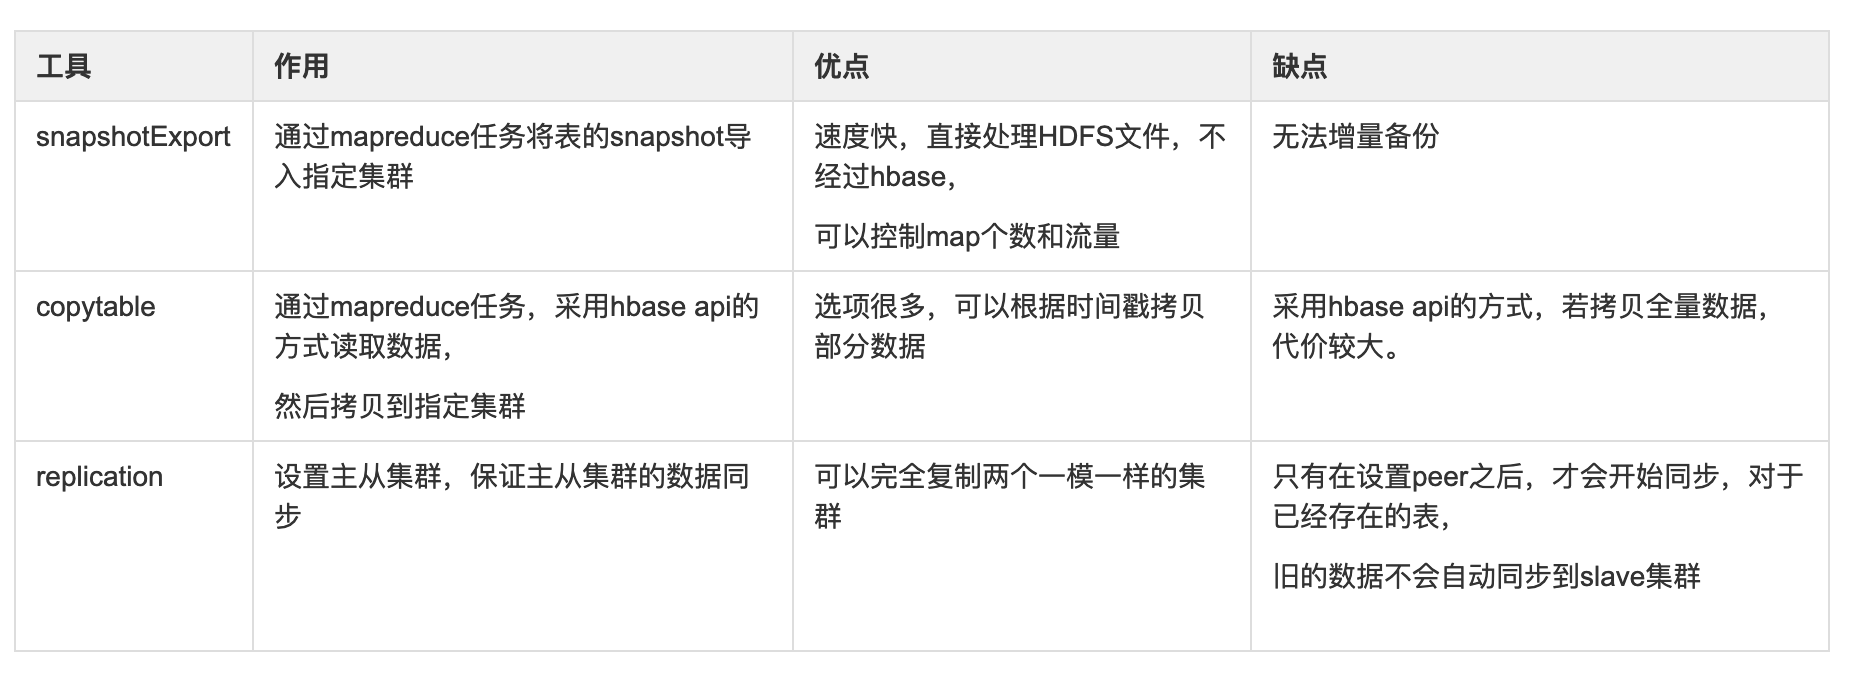 工具
作用
优点
缺点
snapshotExport
通过mapreduce任务将表的snapshot导
入指定集群
速度快，直接处理HDFS文件，不
经过hbase，
可以控制map个数和流量
无法增量备份
copytable
通过mapreduce任务，采用hbase api的
方式读取数据，
然后拷贝到指定集群
选项很多，可以根据时间戳拷贝
部分数据
采用hbase api的方式，若拷贝全量数据，
代价较大。
replication
设置主从集群，保证主从集群的数据同
步
可以完全复制两个一模一样的集
群
只有在设置peer之后，才会开始同步，对于
已经存在的表，
旧的数据不会自动同步到slave集群